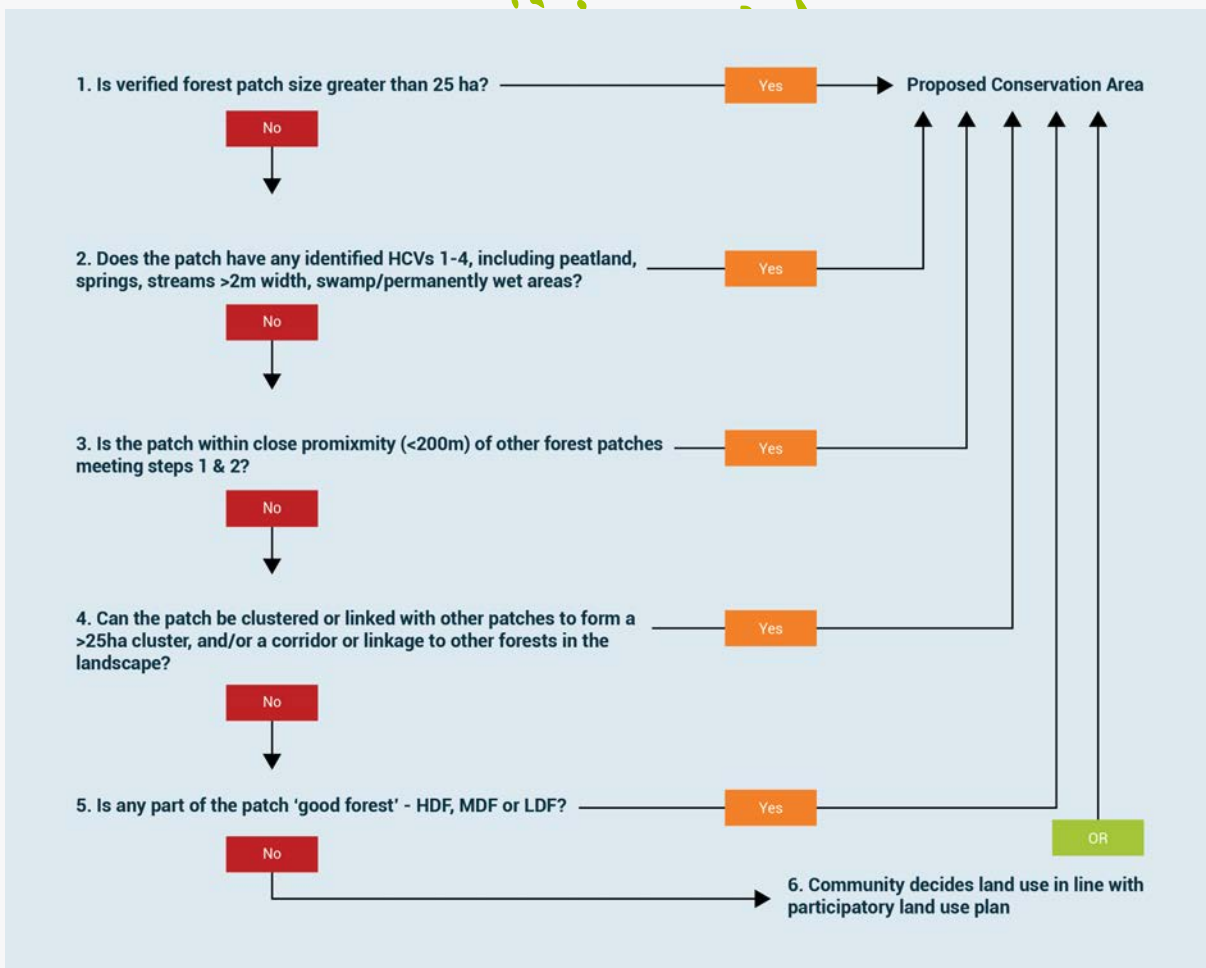 1. Is verified forest patch size greater than 25 ha?
Yes
Proposed Conservation Area
No
2. Does the patch have any identified HCVs 1-4, including peatland,
springs, streams >2m width, swamp/permanently wet areas?
Yes
No
3. Is the patch within close promixmity (<200m) of other forest patches
meeting steps 1 & 2?
Yes
No
4. Can the patch be clustered or linked with other patches to form a
>25ha cluster, and/or a corridor or linkage to other forests in the
landscape?
Yes
No
5. Is any part of the patch ‘good forest’ - HDF, MDF or LDF?
Yes
No
OR
6. Community decides land use in line with
participatory land use plan